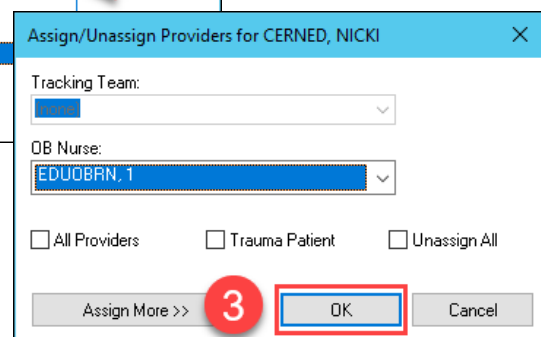 Assign/Unassign Providers for CERNED, NICKI
Tracking Team:
(none)
OB Nurse:
EDUOBRN, 1
All Providers Trauma Patient Unassign All
Assign More >> 3 OK Cancel